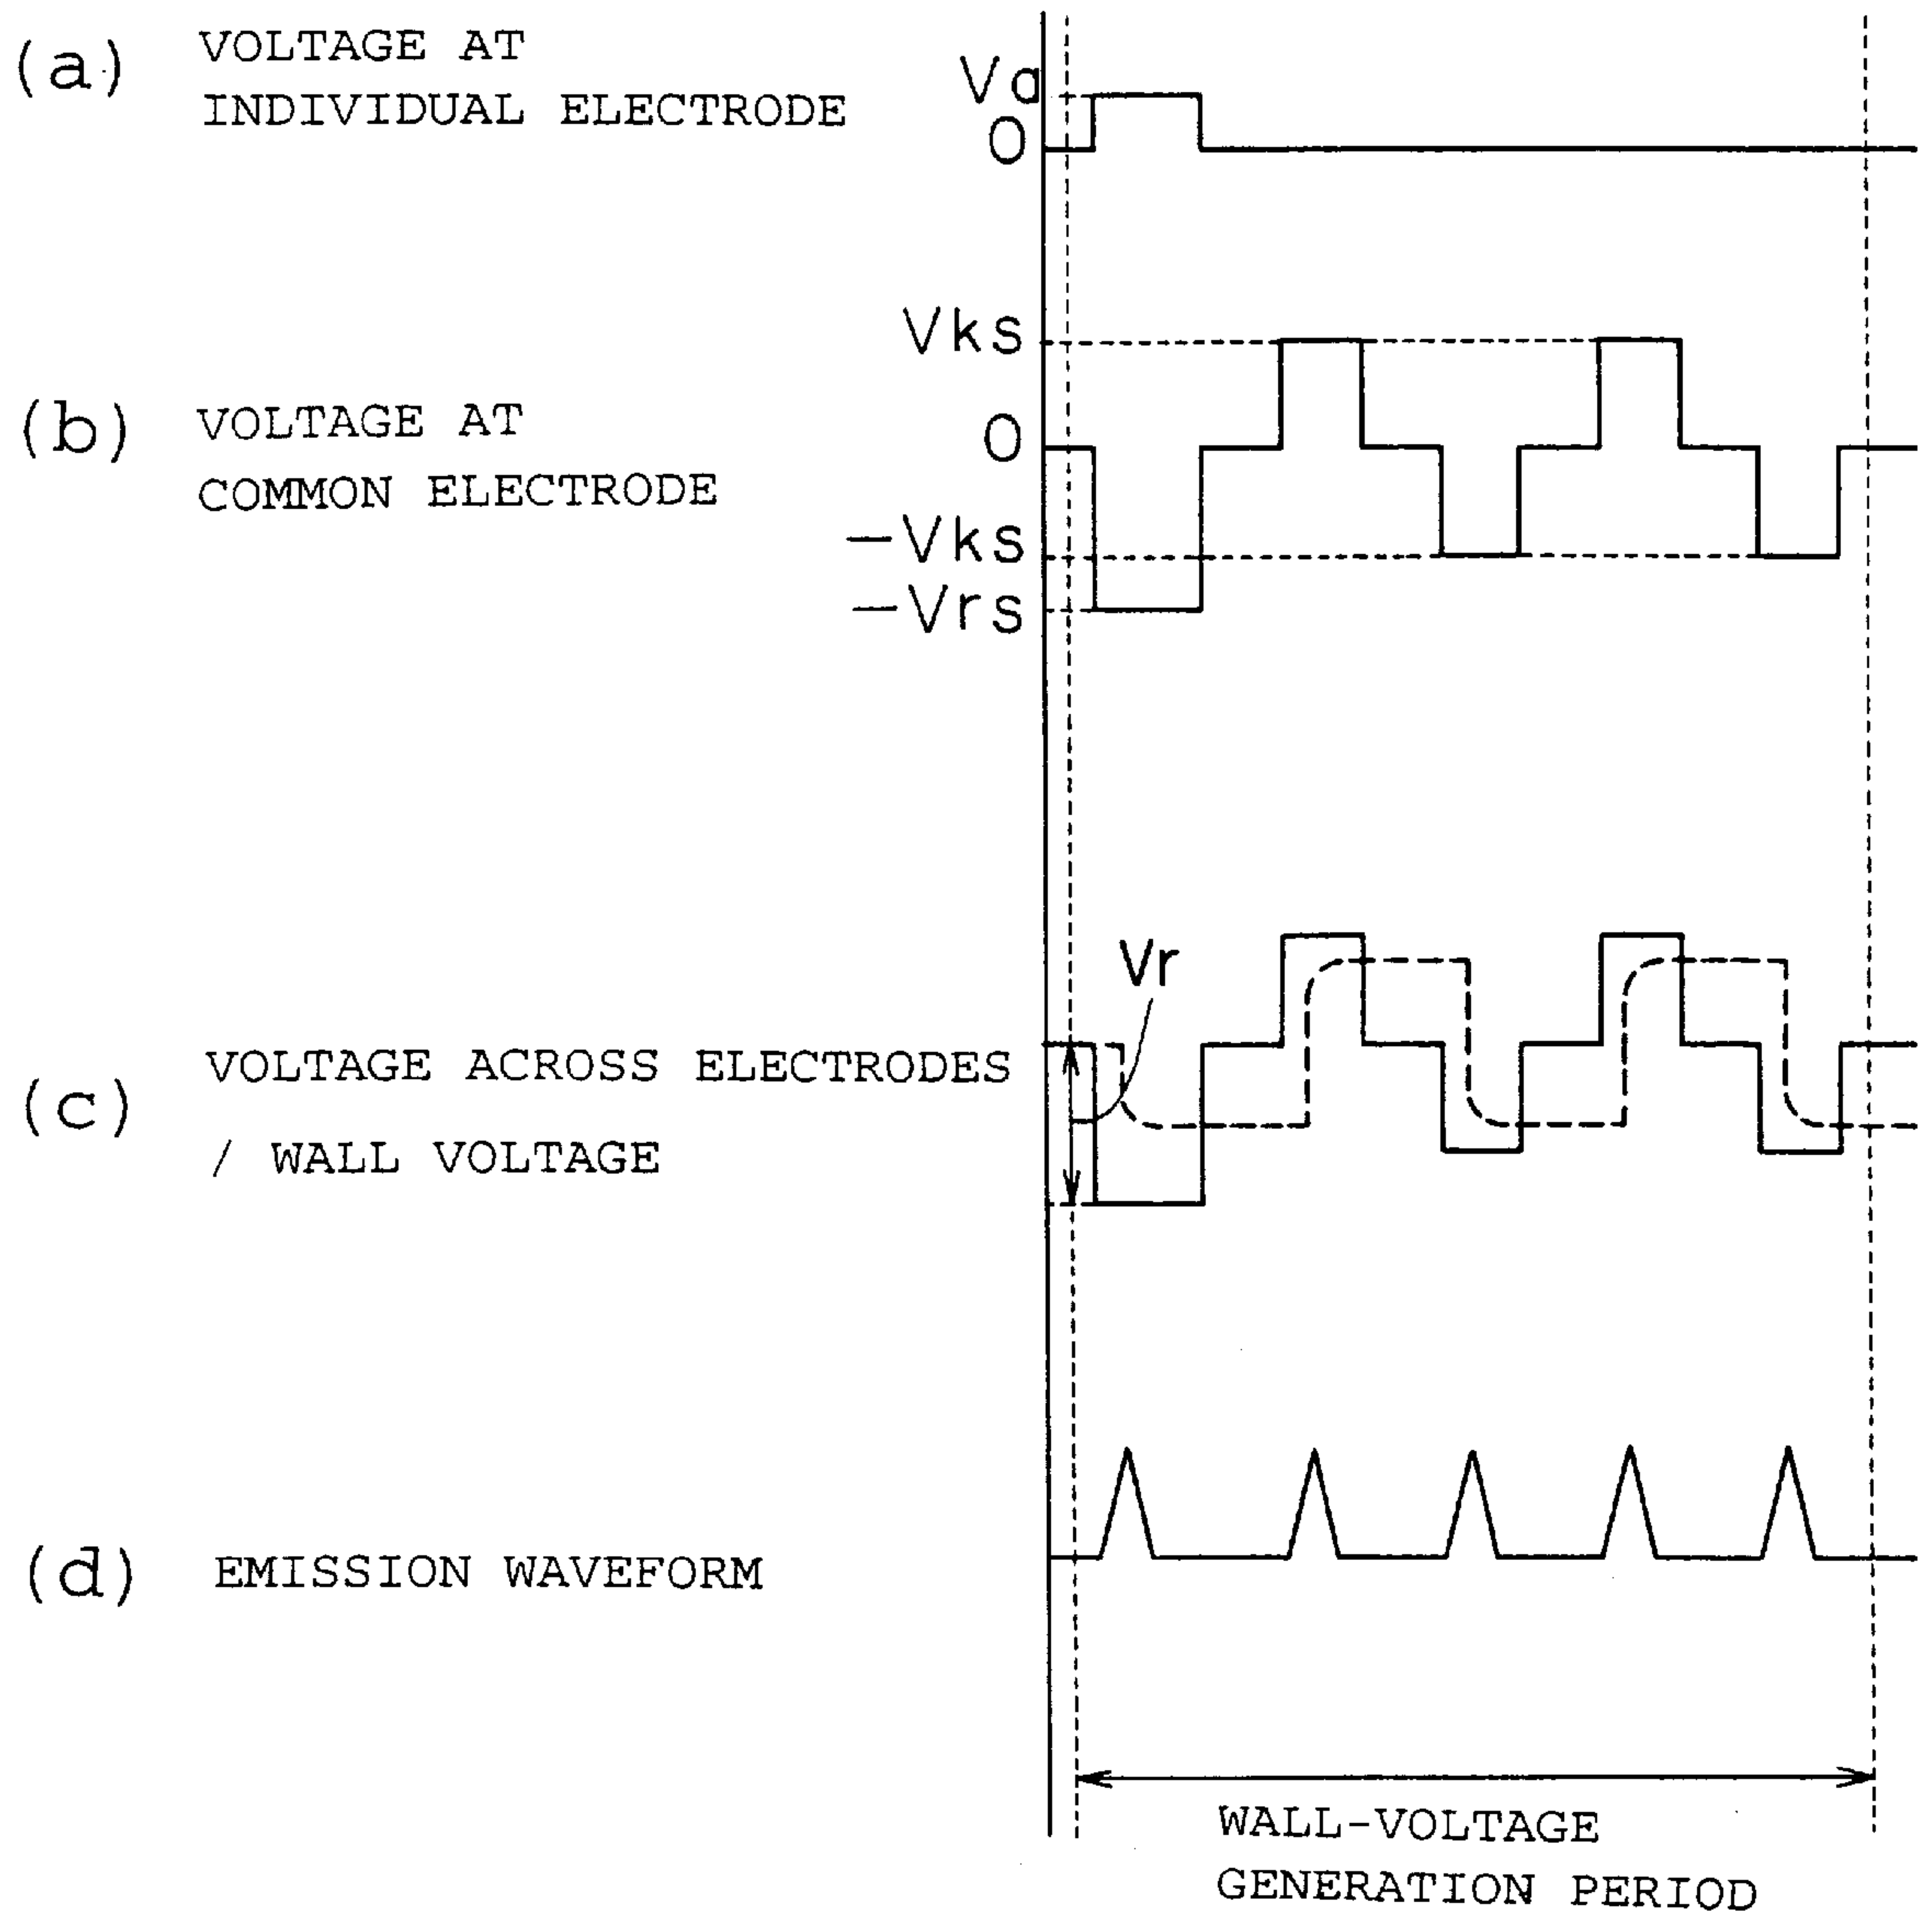 (a) VOLTAGE AT
INDIVIDUAL ELECTRODE
Va
0
(b) VOLTAGE AT
COMMON ELECTRODE
Vks
0
-Vks
-Vrs
(c) VOLTAGE ACROSS ELECTRODES
/ WALL VOLTAGE
Vr
(d) EMISSION WAVEFORM
WALL-VOLTAGE
GENERATION PERIOD